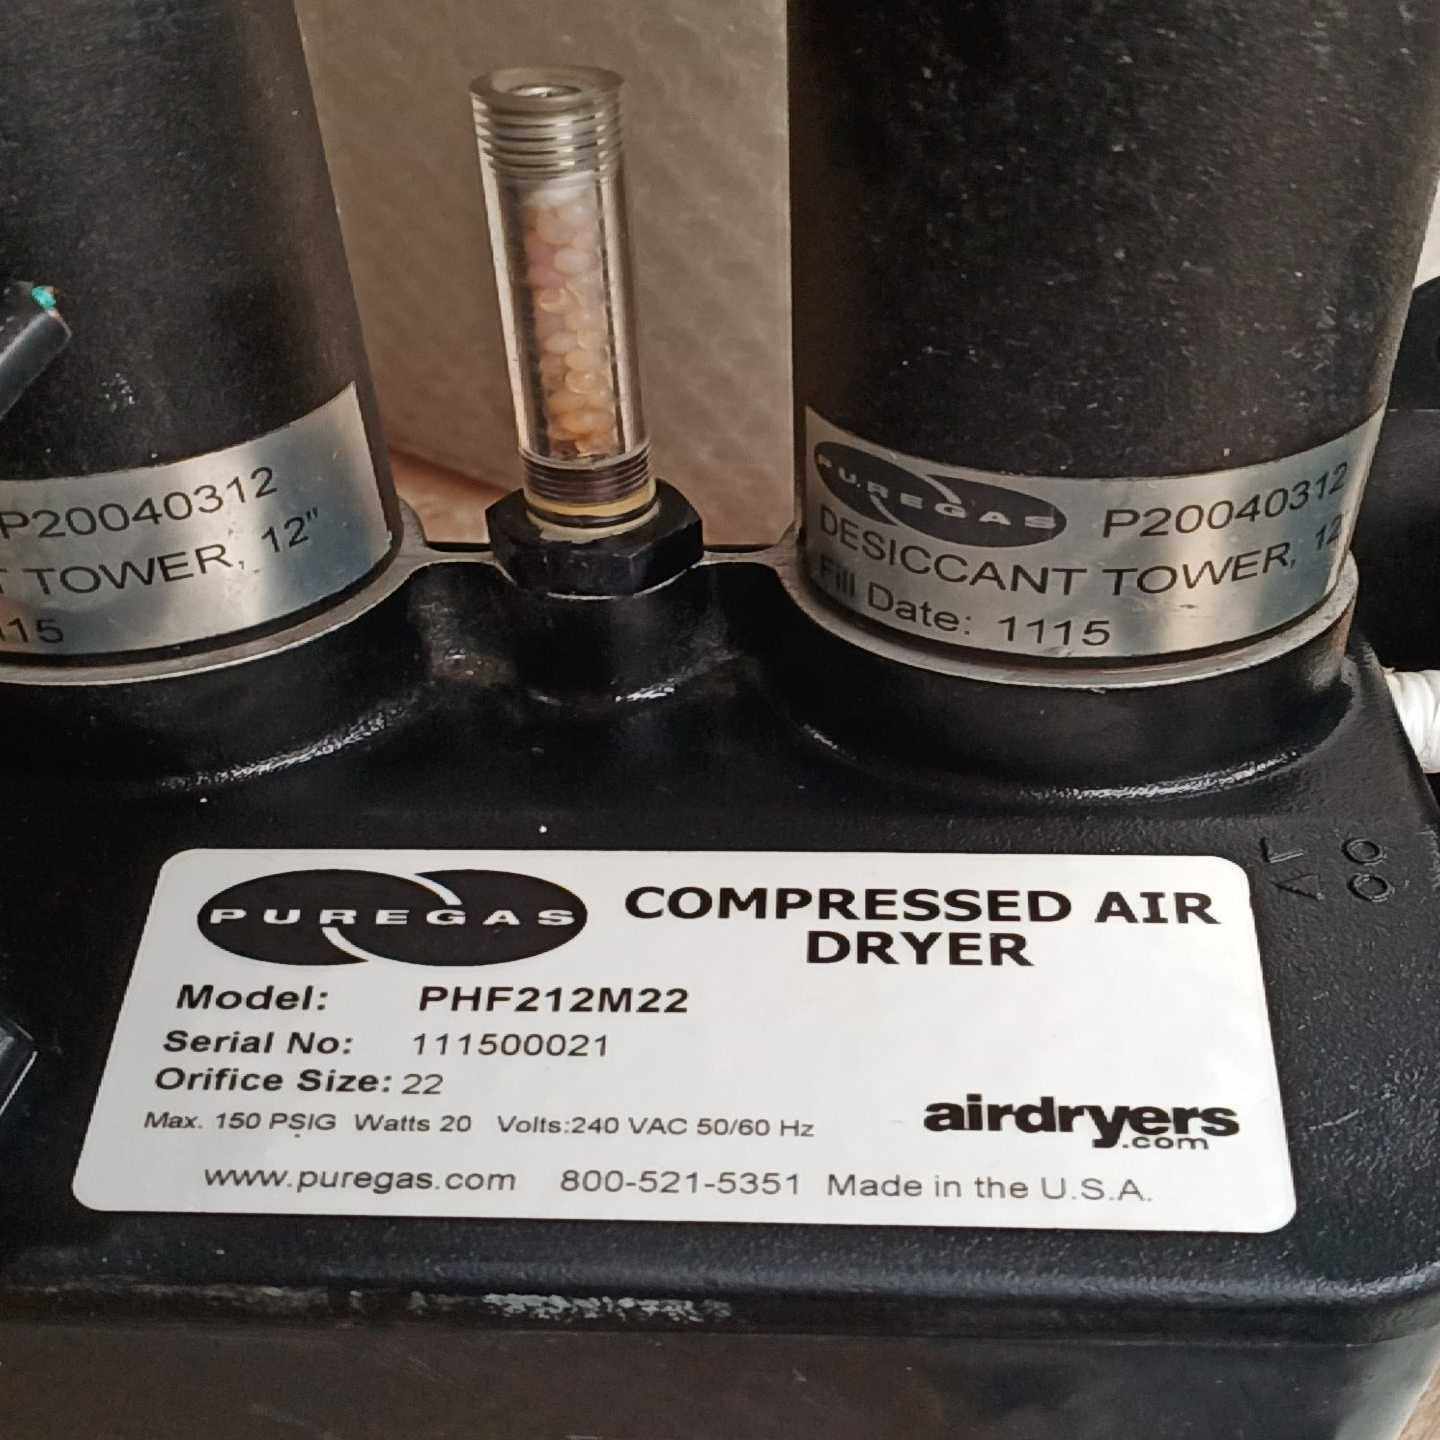 P20040312
TOWER, 12"
115
PUREGAS P20040312
DESICCANT TOWER, 12
Fill Date: 1115
PUREGAS COMPRESSED AIR
DRYER
Model: PHF212M22
Serial No: 111500021
Orifice Size: 22
Max. 150 PSIG Watts 20 Volts:240 VAC 50/60 Hz
airdryers
.com
www.puregas.com 800-521-5351 Made in the U.S.A.